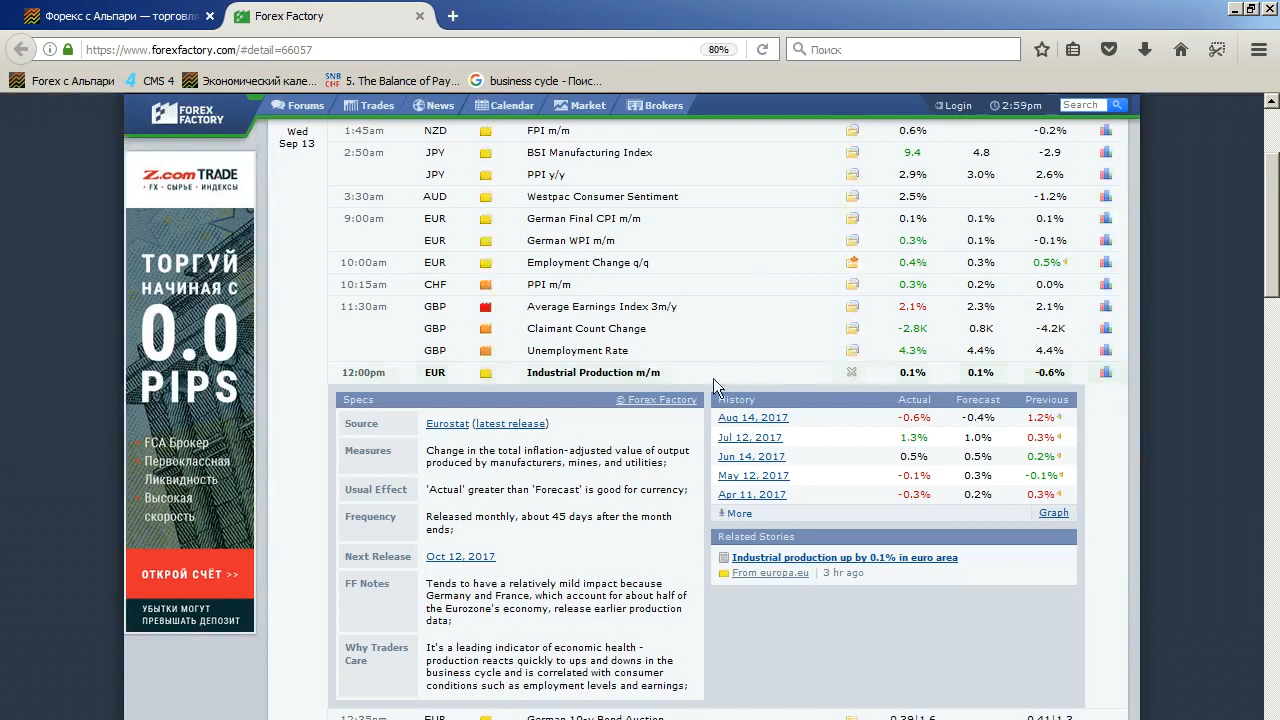 Форекс с Альпари — торговля
Forex Factory
https://www.forexfactory.com/#detail=66057
80%
Поиск
Forex с Альпари
CMS 4
Экономический кале...
SNB
5. The Balance of Pay...
business cycle - Поис...
FOREX
FACTORY
Forums
Trades
News
Calendar
Market
Brokers
Login
2:59pm
Search
Wed
Sep 13
1:45am NZD FPI m/m 0.6% -0.2%
2:50am JPY BSI Manufacturing Index 9.4 4.8 -2.9
JPY PPI y/y 2.9% 3.0% 2.6%
3:30am AUD Westpac Consumer Sentiment 2.5% -1.2%
9:00am EUR German Final CPI m/m 0.1% 0.1% 0.1%
EUR German WPI m/m 0.3% 0.1% -0.1%
10:00am EUR Employment Change q/q 0.4% 0.3% 0.5%
10:15am CHF PPI m/m 0.3% 0.2% 0.0%
11:30am GBP Average Earnings Index 3m/y 2.1% 2.3% 2.1%
GBP Claimant Count Change -2.8K 0.8K -4.2K
GBP Unemployment Rate 4.3% 4.4% 4.4%
12:00pm EUR Industrial Production m/m 0.1% 0.1% -0.6%
Specs © Forex Factory
Source Eurostat (latest release)
Measures Change in the total inflation-adjusted value of output
produced by manufacturers, mines, and utilities;
Usual Effect 'Actual' greater than 'Forecast' is good for currency;
Frequency Released monthly, about 45 days after the month
ends;
Next Release Oct 12, 2017
FF Notes Tends to have a relatively mild impact because
Germany and France, which account for about half of
the Eurozone's economy, release earlier production
data;
Why Traders
Care
It's a leading indicator of economic health -
production reacts quickly to ups and downs in the
business cycle and is correlated with consumer
conditions such as employment levels and earnings;
History Actual Forecast Previous
Aug 14, 2017 -0.6% -0.4% 1.2%
Jul 12, 2017 1.3% 1.0% 0.3%
Jun 14, 2017 0.5% 0.5% 0.2%
May 12, 2017 -0.1% 0.3% -0.1%
Apr 11, 2017 -0.3% 0.2% 0.3%
More Graph
Related Stories
Industrial production up by 0.1% in euro area
From europa.eu | 3 hr ago
Z.com TRADE
• FX • СЫРЬЕ • ИНДЕКСЫ
ТОРГУЙ
НАЧИНАЯ С
0.0
PIPS
FCA Брокер
Первоклассная
Ликвидность
Высокая
скорость
ОТКРОЙ СЧЁТ >>
УБЫТКИ МОГУТ
ПРЕВЫШАТЬ ДЕПОЗИТ